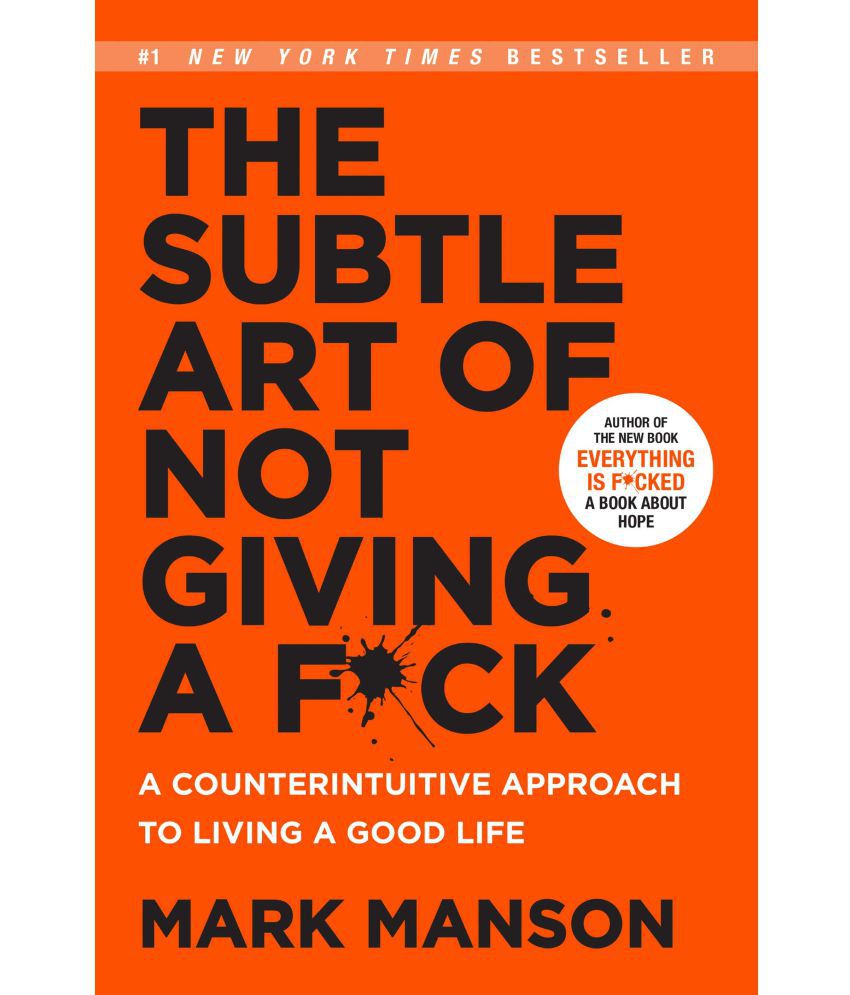 #1 NEW YORK TIMES BESTSELLER
THE
SUBTLE
ART OF
NOT
GIVING
A F*CK
AUTHOR OF
THE NEW BOOK
EVERYTHING
IS F*CKED
A BOOK ABOUT
HOPE
A COUNTERINTUITIVE APPROACH
TO LIVING A GOOD LIFE
MARK MANSON